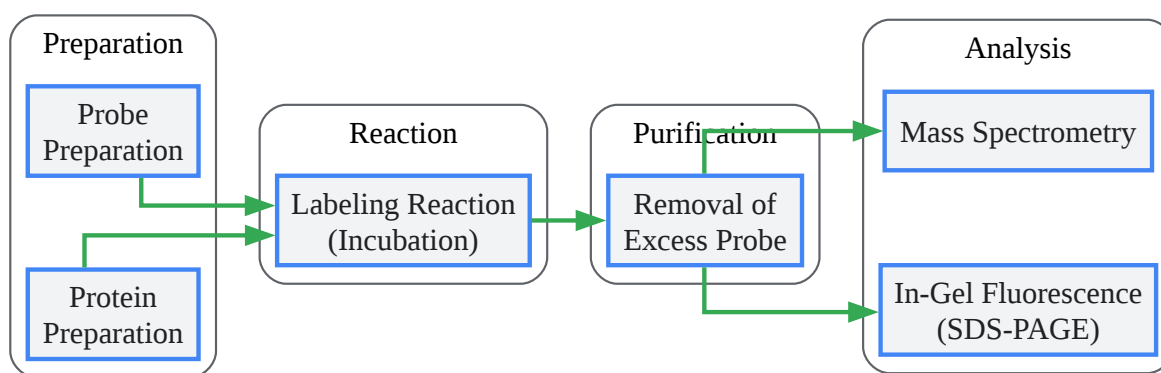 Preparation
Probe
Preparation
Protein
Preparation
Reaction
Labeling Reaction
(Incubation)
Purification
Removal of
Excess Probe
Analysis
Mass Spectrometry
In-Gel Fluorescence
(SDS-PAGE)